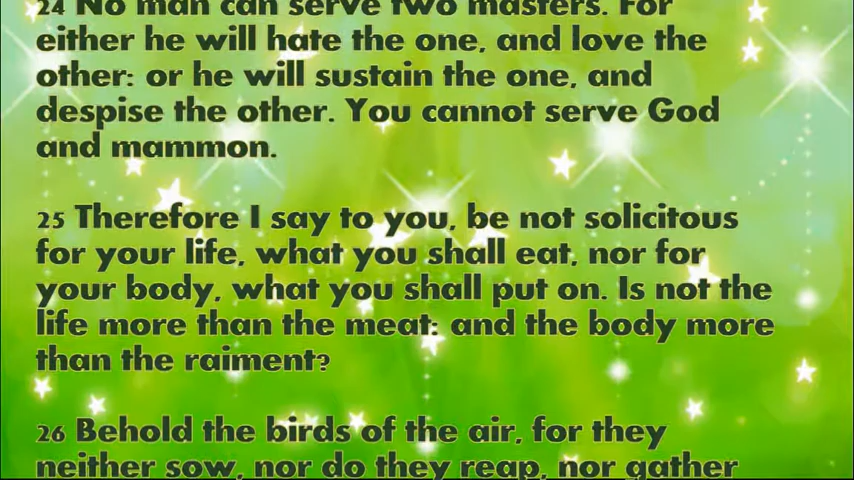 24 No man can serve two masters. For
either he will hate the one, and love the
other: or he will sustain the one, and
despise the other. You cannot serve God
and mammon.
25 Therefore I say to you, be not solicitous
for your life, what you shall eat, nor for
your body, what you shall put on. Is not the
life more than the meat: and the body more
than the raiment?
26 Behold the birds of the air, for they
neither sow, nor do they reap, nor gather